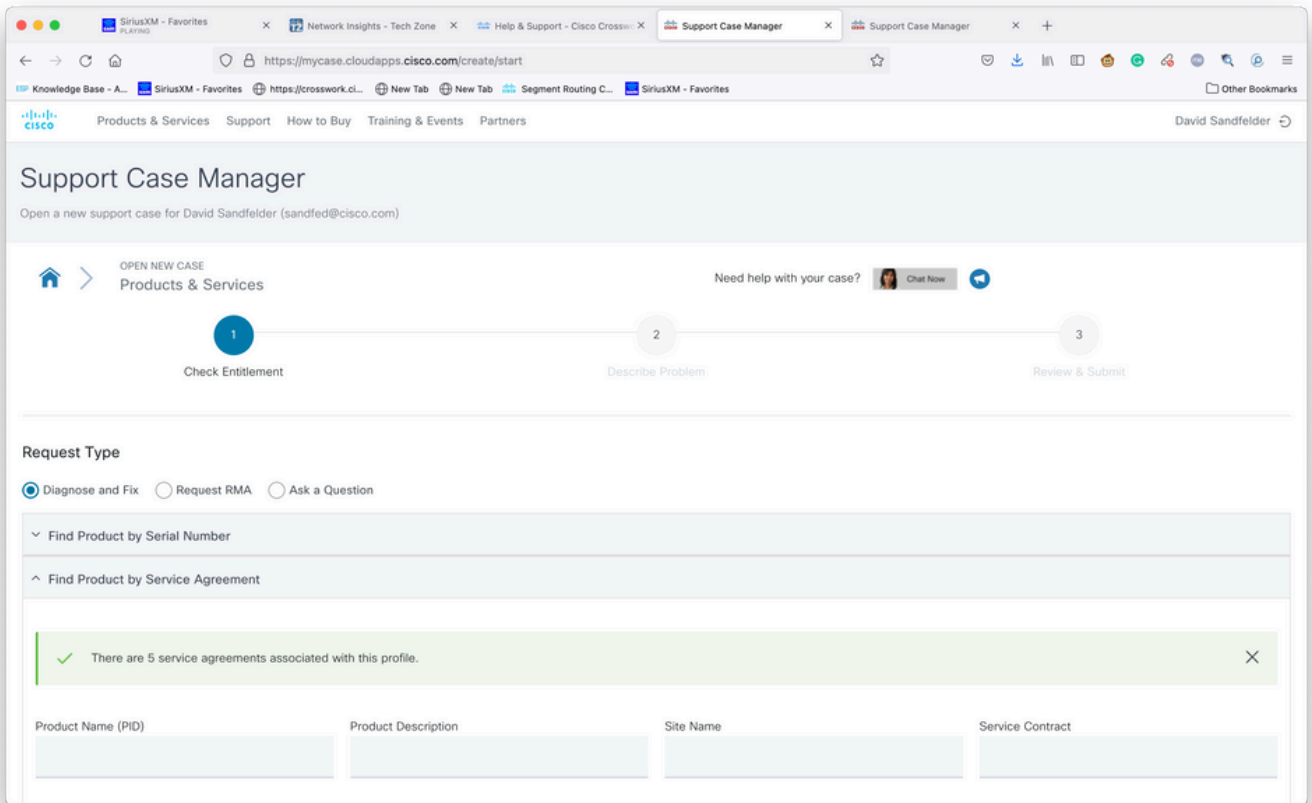 SiriusXM - Favorites
PLAYING
Network Insights - Tech Zone
Help & Support - Cisco Crossw
Support Case Manager
Support Case Manager
https://mycase.cloudapps.cisco.com/create/start
Knowledge Base - A... SiriusXM - Favorites https://crosswork.ci... New Tab New Tab Segment Routing C... SiriusXM - Favorites Other Bookmarks
CISCO Products & Services Support How to Buy Training & Events Partners David Sandfelder
Support Case Manager
Open a new support case for David Sandfelder (sandfed@cisco.com)
OPEN NEW CASE
Products & Services
Need help with your case? Chat Now
1 2 3
Check Entitlement Describe Problem Review & Submit
Request Type
Diagnose and Fix Request RMA Ask a Question
Find Product by Serial Number
Find Product by Service Agreement
There are 5 service agreements associated with this profile.
Product Name (PID) Product Description Site Name Service Contract